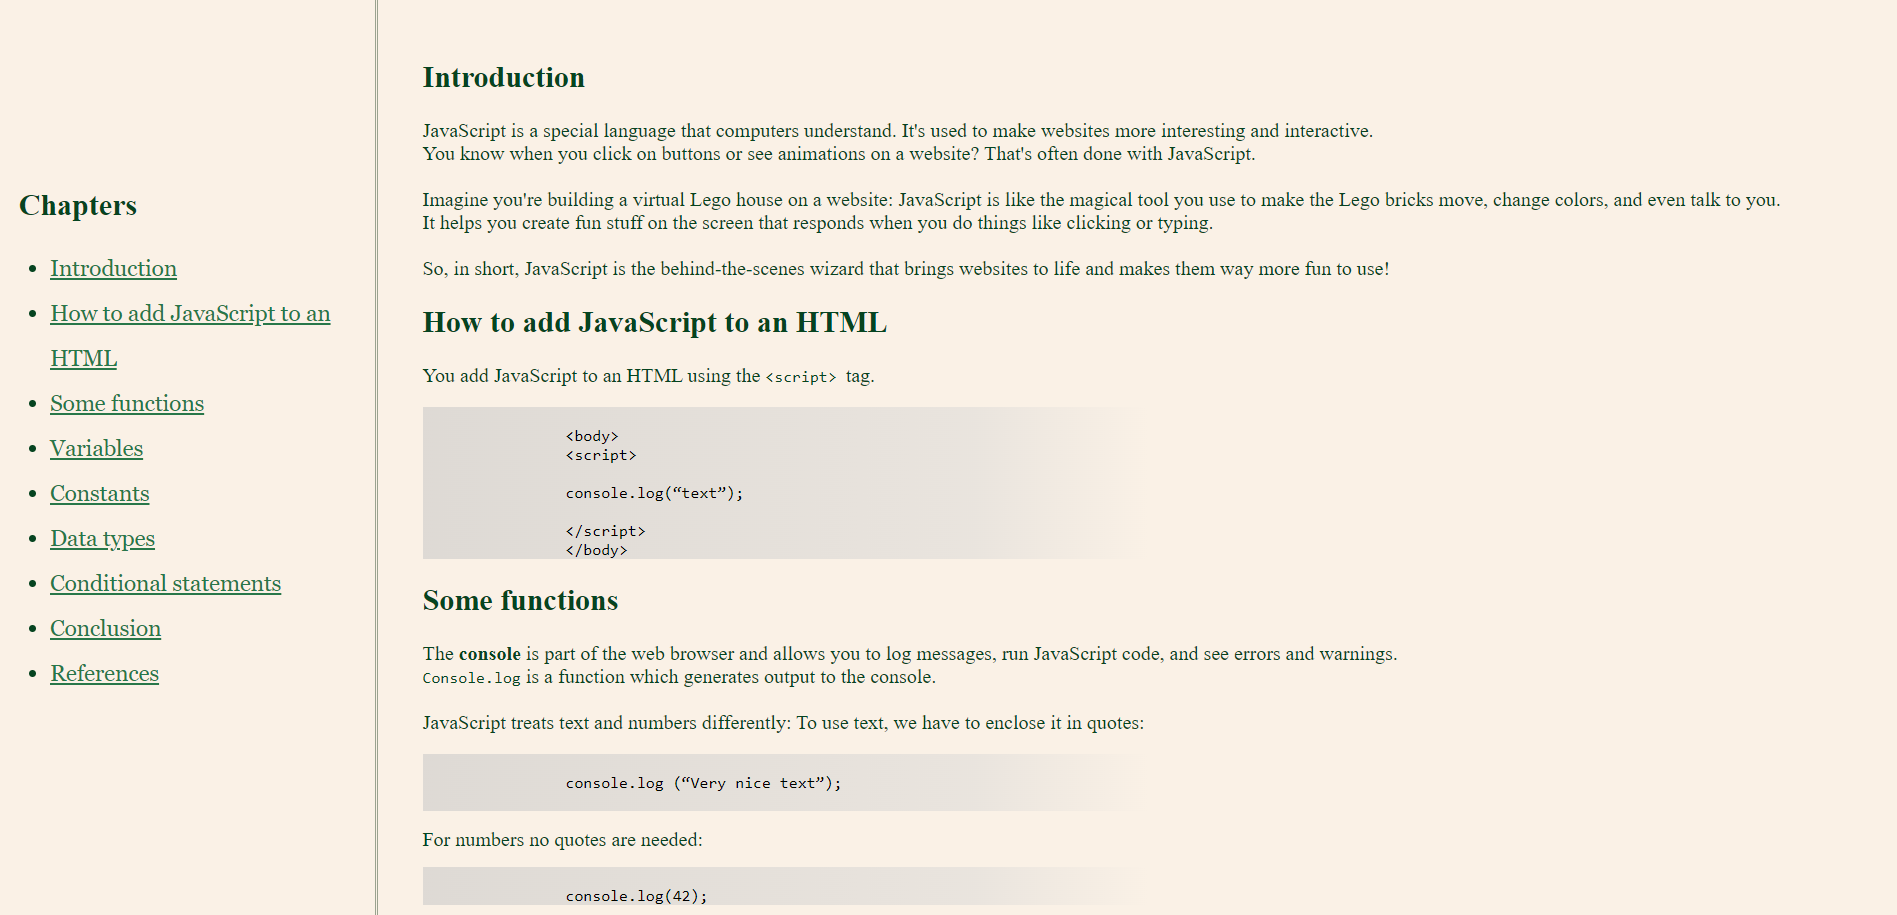 Chapters
Introduction
How to add JavaScript to an
HTML
Some functions
Variables
Constants
Data types
Conditional statements
Conclusion
References
Introduction
JavaScript is a special language that computers understand. It's used to make websites more interesting and interactive.
You know when you click on buttons or see animations on a website? That's often done with JavaScript.
Imagine you're building a virtual Lego house on a website: JavaScript is like the magical tool you use to make the Lego bricks move, change colors, and even talk to you.
It helps you create fun stuff on the screen that responds when you do things like clicking or typing.
So, in short, JavaScript is the behind-the-scenes wizard that brings websites to life and makes them way more fun to use!
How to add JavaScript to an HTML
You add JavaScript to an HTML using the <script> tag.
<body>
<script>
console.log(“text”);
</script>
</body>
Some functions
The console is part of the web browser and allows you to log messages, run JavaScript code, and see errors and warnings.
Console.log is a function which generates output to the console.
JavaScript treats text and numbers differently: To use text, we have to enclose it in quotes:
console.log (“Very nice text”);
For numbers no quotes are needed:
console.log(42);